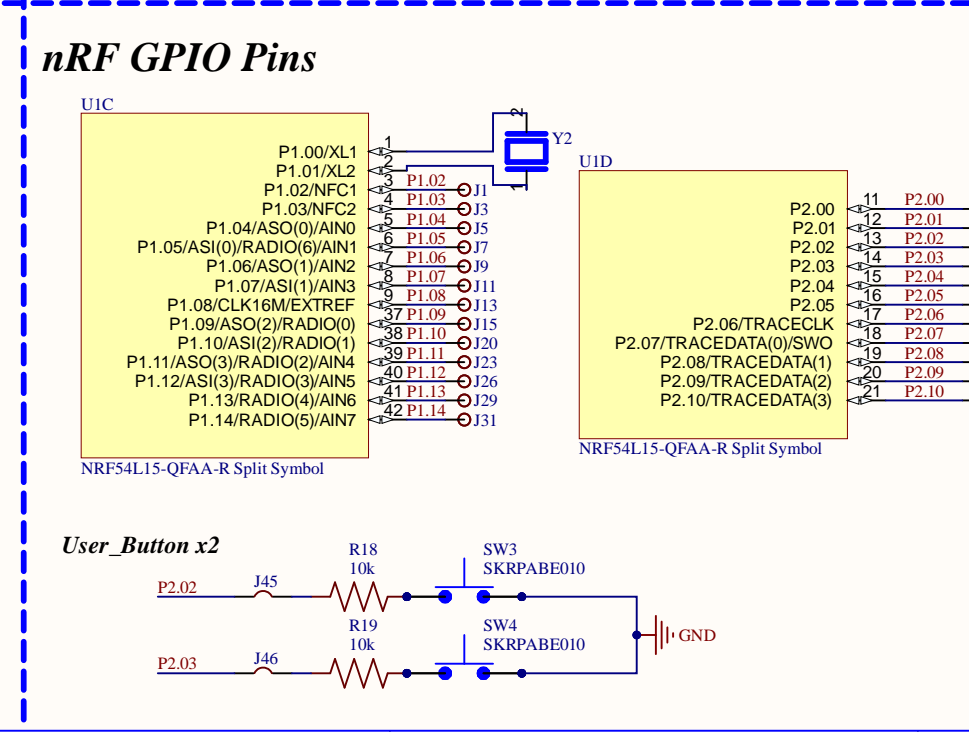 nRF GPIO Pins
U1C
P1.00/XL1 1
P1.01/XL2 2
P1.02/NFC1 3 P1.02 J1
P1.03/NFC2 4 P1.03 J3
P1.04/ASO(0)/AIN0 5 P1.04 J5
P1.05/ASI(0)/RADIO(6)/AIN1 6 P1.05 J7
P1.06/ASO(1)/AIN2 7 P1.06 J9
P1.07/ASI(1)/AIN3 8 P1.07 J11
P1.08/CLK16M/EXTREF 9 P1.08 J13
P1.09/ASO(2)/RADIO(0) 37 P1.09 J15
P1.10/ASI(2)/RADIO(1) 38 P1.10 J20
P1.11/ASO(3)/RADIO(2)/AIN4 39 P1.11 J23
P1.12/ASI(3)/RADIO(3)/AIN5 40 P1.12 J26
P1.13/RADIO(4)/AIN6 41 P1.13 J29
P1.14/RADIO(5)/AIN7 42 P1.14 J31
NRF54L15-QFAA-R Split Symbol
2
Y2
1
U1D
P2.00 11 P2.00
P2.01 12 P2.01
P2.02 13 P2.02
P2.03 14 P2.03
P2.04 15 P2.04
P2.05 16 P2.05
P2.06/TRACECLK 17 P2.06
P2.07/TRACEDATA(0)/SWO 18 P2.07
P2.08/TRACEDATA(1) 19 P2.08
P2.09/TRACEDATA(2) 20 P2.09
P2.10/TRACEDATA(3) 21 P2.10
NRF54L15-QFAA-R Split Symbol
User_Button x2
P2.02
J45
R18
10k
SW3
SKRPABE010
P2.03
J46
R19
10k
SW4
SKRPABE010
GND